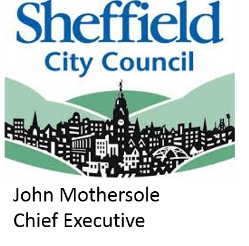 Sheffield
City Council
John Mothersole
Chief Executive